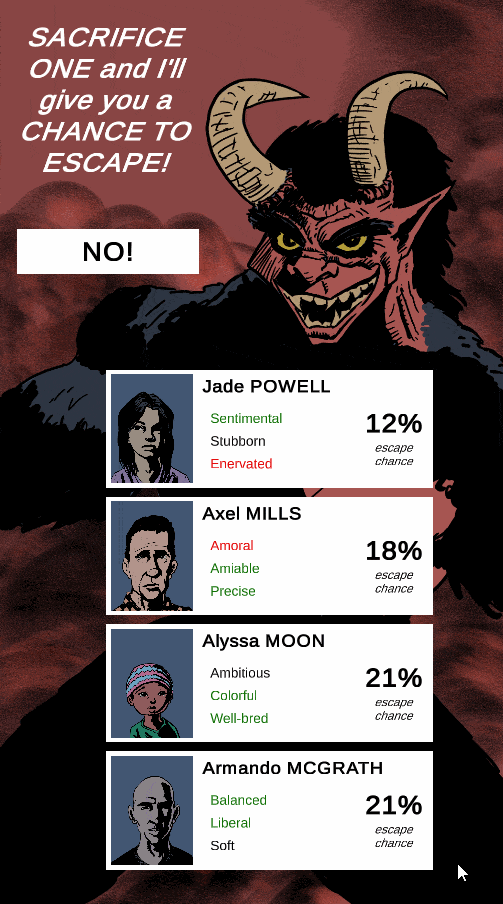 SACRIFICE
ONE and I'll
give you a
CHANCE TO
ESCAPE!
NO!
Jade POWELL
Sentimental
Stubborn
Enervated
12%
escape
chance
Axel MILLS
Amoral
Amiable
Precise
18%
escape
chance
Alyssa MOON
Ambitious
Colorful
Well-bred
21%
escape
chance
Armando MCGRATH
Balanced
Liberal
Soft
21%
escape
chance